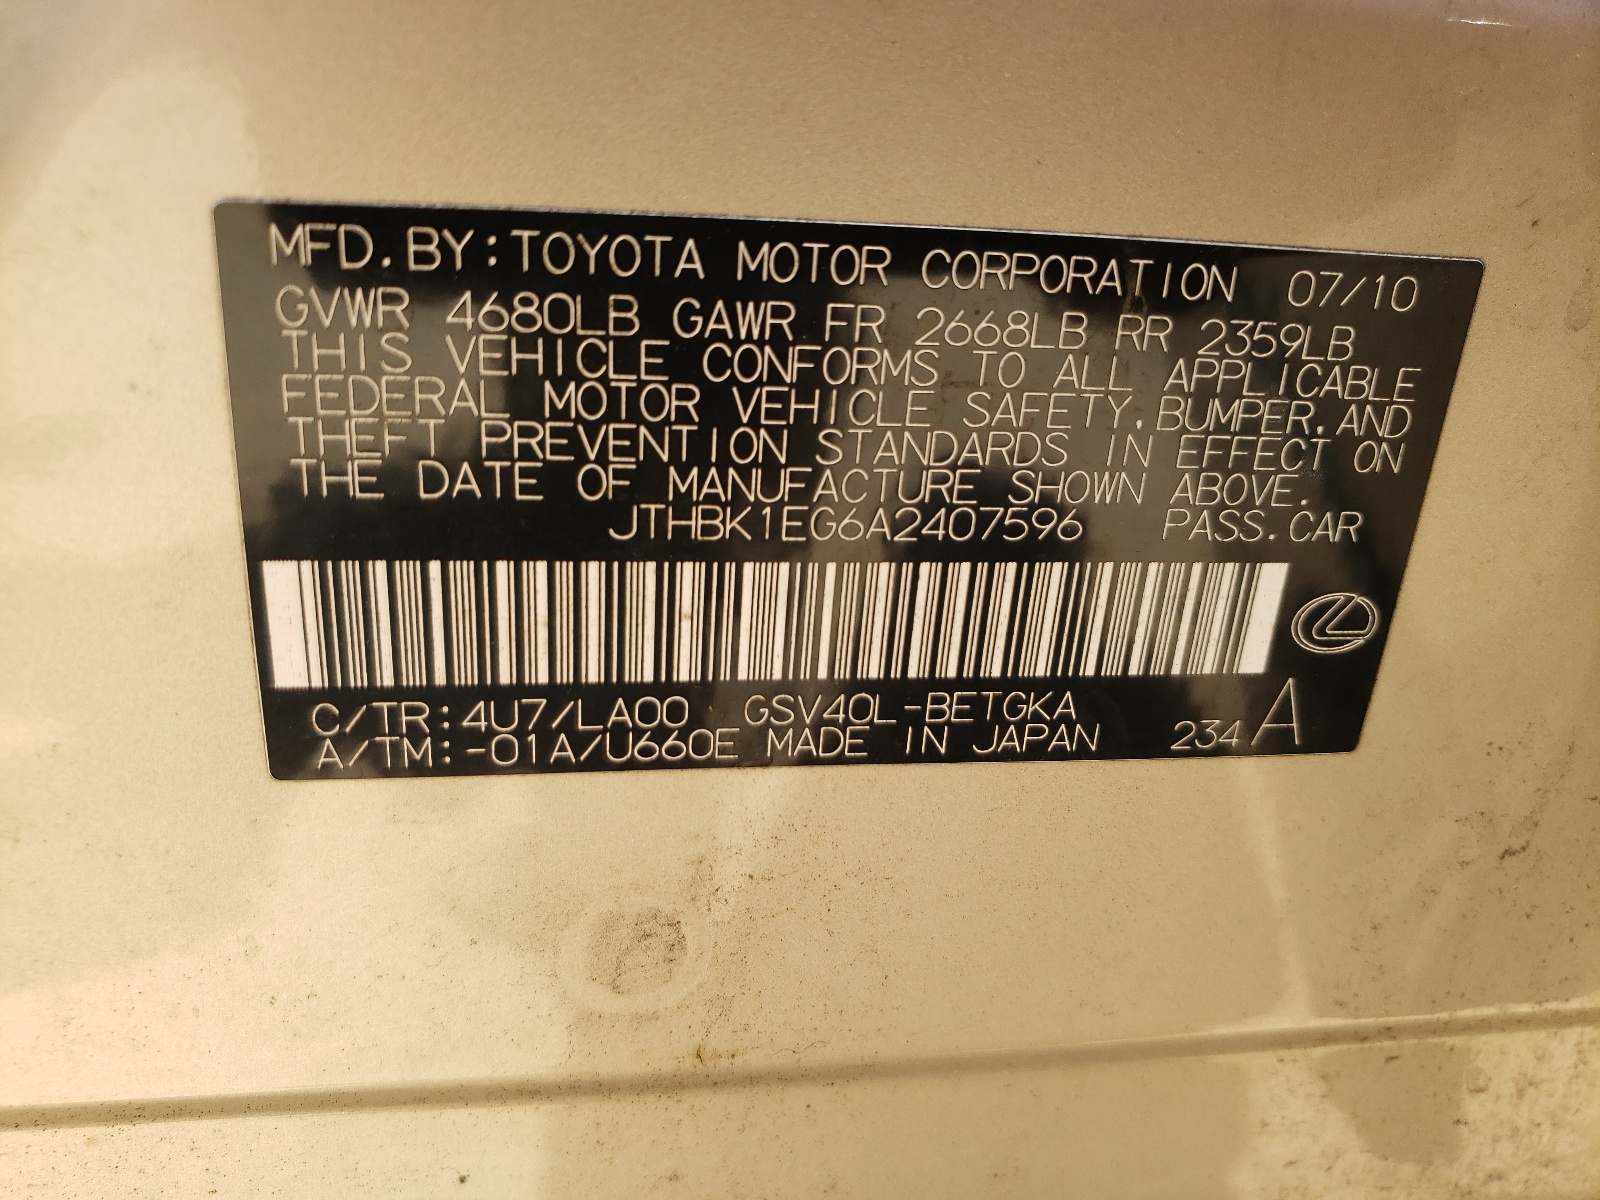 MFD. BY: TOYOTA MOTOR CORPORATION 07/10
GVWR 4680LB GAWR FR 2668LB RR 2359LB
THIS VEHICLE CONFORMS TO ALL APPLICABLE
FEDERAL MOTOR VEHICLE SAFETY, BUMPER, AND
THEFT PREVENTION STANDARDS IN EFFECT ON
THE DATE OF MANUFACTURE SHOWN ABOVE.
JTHBK1EG6A2407596 PASS. CAR
C/TR: 4U7/LA00 GSV40L-BETGKA
A/TM: -01A/U660E MADE IN JAPAN 234 A